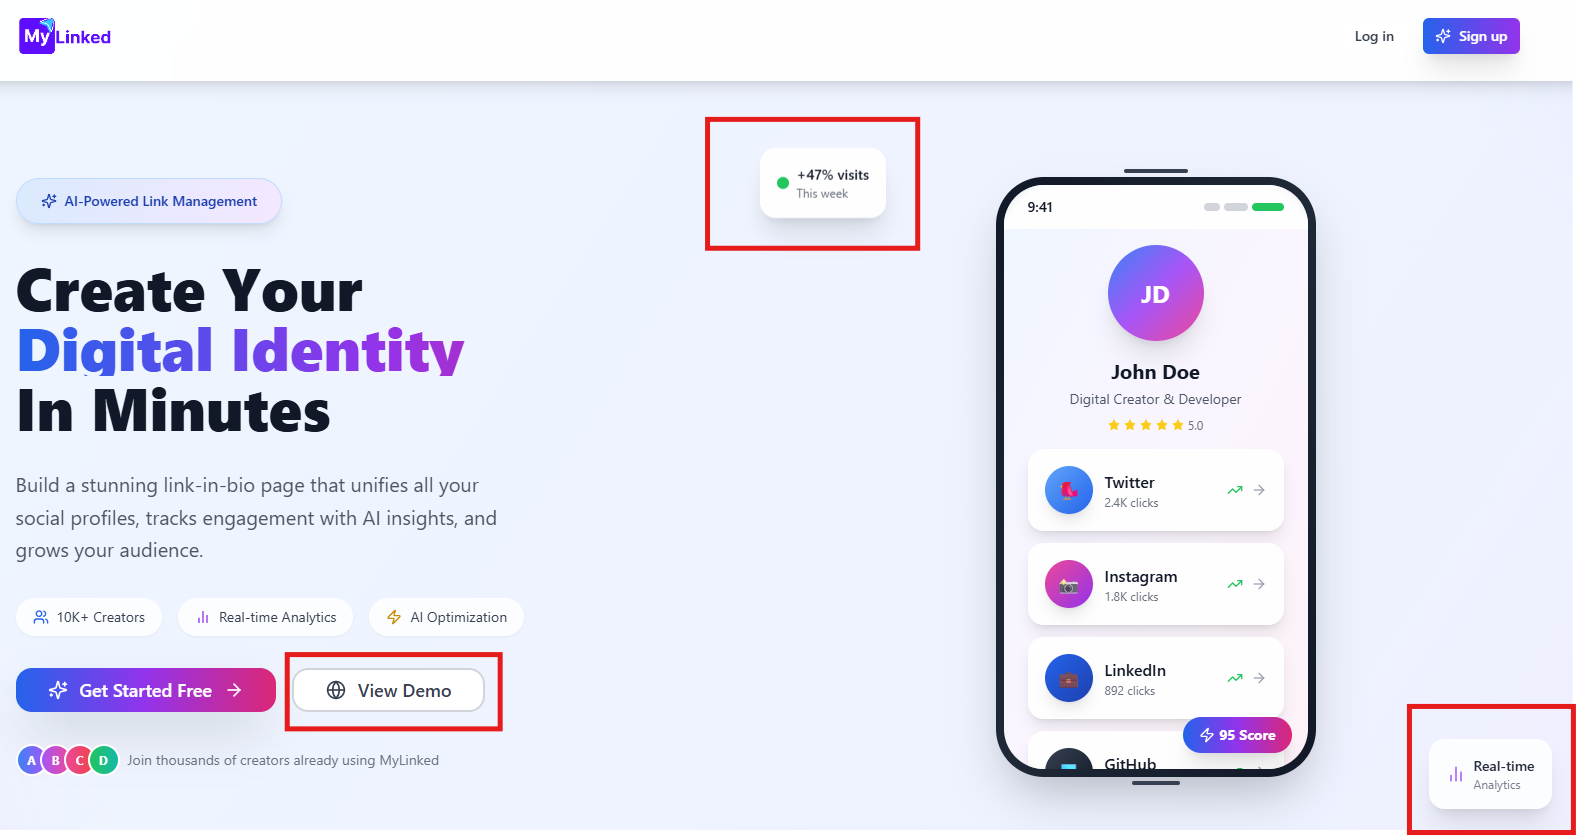 My Linked
Log in
Sign up
+47% visits
This week
AI-Powered Link Management
Create Your
Digital Identity
In Minutes
Build a stunning link-in-bio page that unifies all your
social profiles, tracks engagement with AI insights, and
grows your audience.
10K+ Creators
Real-time Analytics
AI Optimization
Get Started Free
View Demo
A B C D
Join thousands of creators already using MyLinked
9:41
JD
John Doe
Digital Creator & Developer
5.0
Twitter
2.4K clicks
Instagram
1.8K clicks
LinkedIn
892 clicks
95 Score
GitHub
Real-time
Analytics